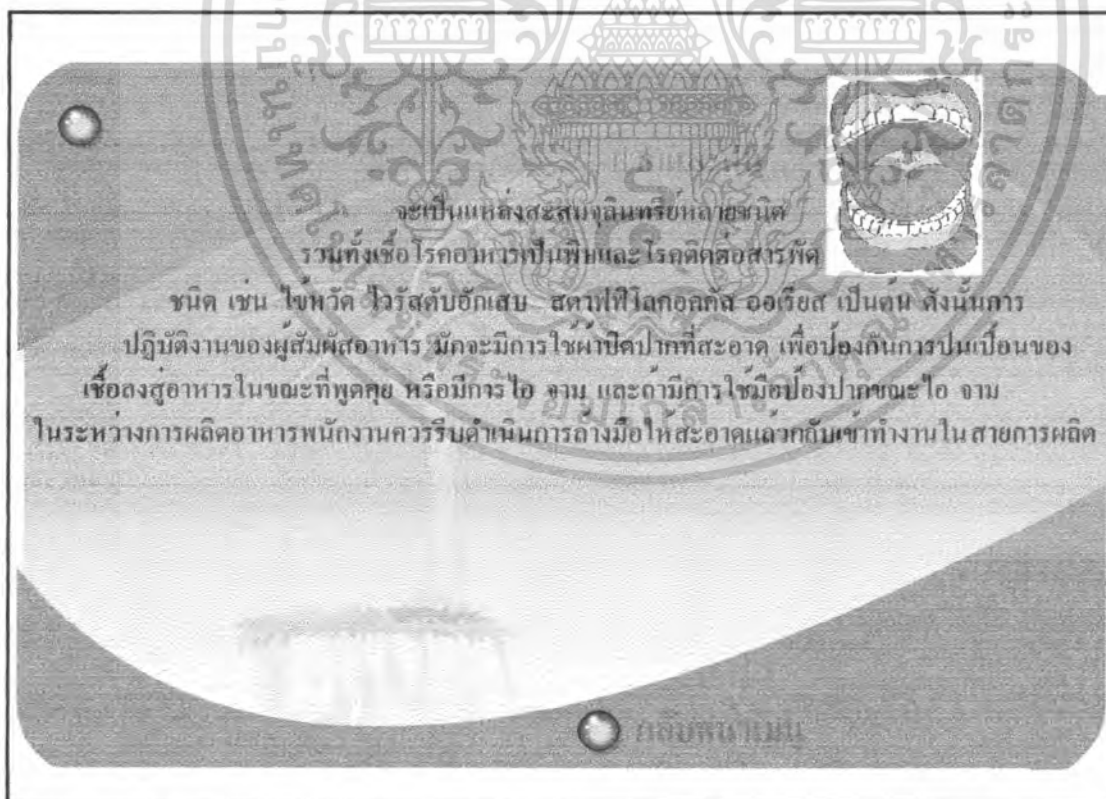 จะเป็นแหล่งสะสมจุลินทรีย์หลายชนิด
รวมทั้งเชื้อโรคอาหารเป็นพิษและโรคติดต่อสารพัด
ชนิด เช่น ไข้หวัด ไวรัสตับอักเสบ สตาฟฟิโลคอคคัส ออเรียส เป็นต้น ดังนั้นการ
ปฏิบัติงานของผู้สัมผัสอาหาร มักจะมีการใช้ผ้าปิดปากที่สะอาด เพื่อป้องกันการปนเปื้อนของ
เชื้อลงสู่อาหารในขณะที่พูดคุย หรือมีการไอ จาม และถ้ามีการใช้มือป้องปากขณะไอ จาม
ในระหว่างการผลิตอาหารพนักงานควรรีบดำเนินการล้างมือให้สะอาดแล้วกลับเข้าทำงานในสายการผลิต
กลับหน้าเมนู